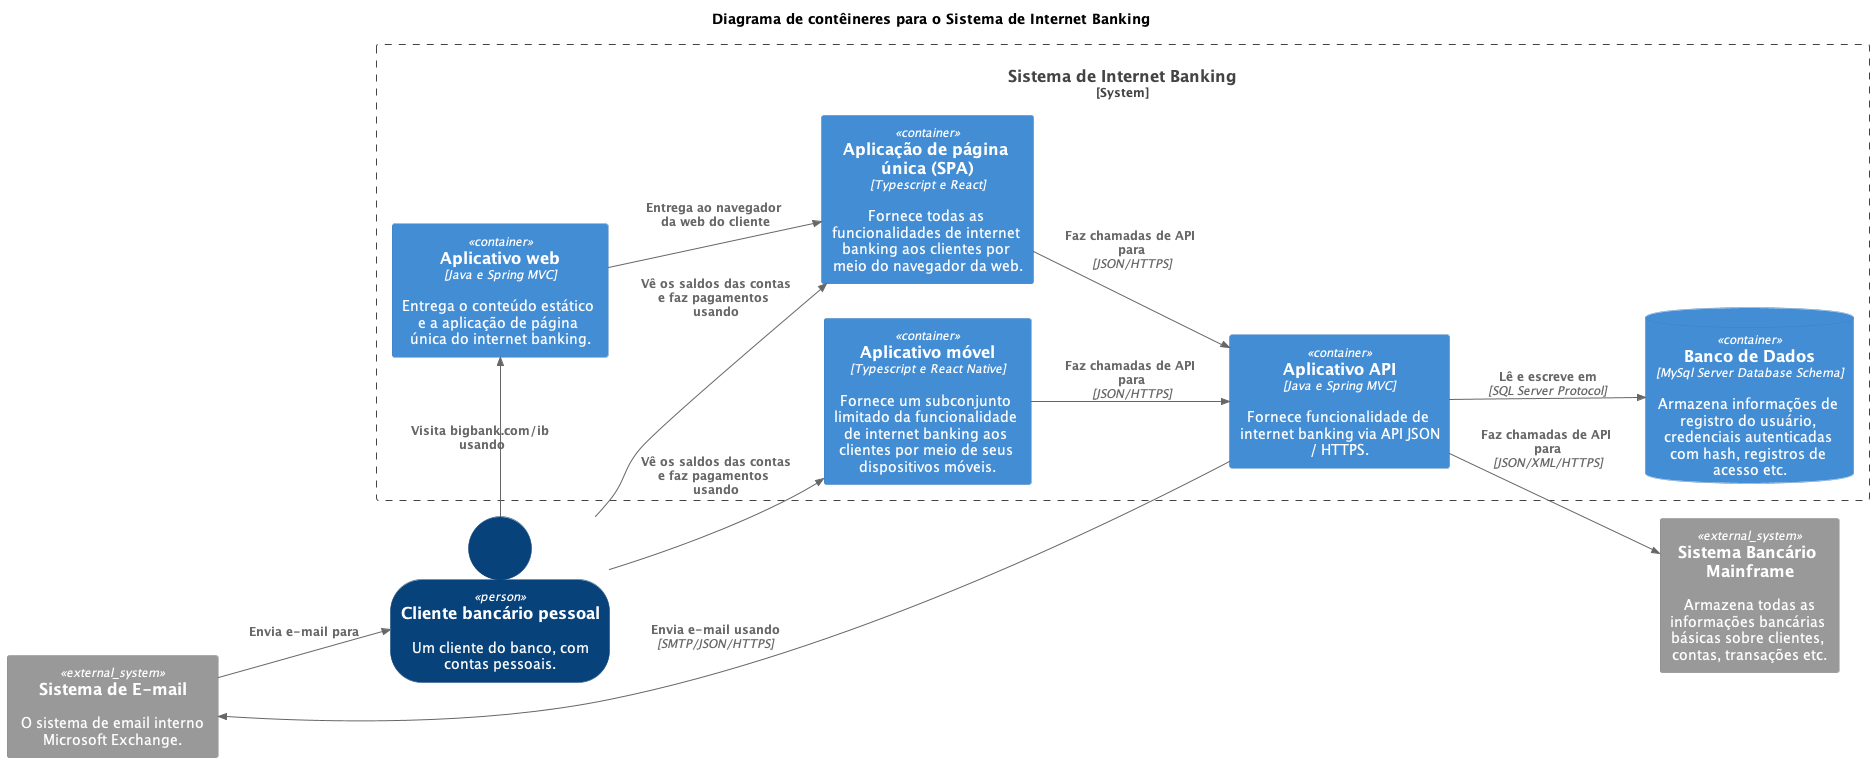 Diagrama de contêineres para o Sistema de Internet Banking
Sistema de Internet Banking
[System]
«container»
Aplicação de página
única (SPA)
[Typescript e React]
Fornece todas as
funcionalidades de internet
banking aos clientes por
meio do navegador da web.
Entrega ao navegador
da web do cliente
«container»
Aplicativo web
[Java e Spring MVC]
Entrega o conteúdo estático
e a aplicação de página
única do internet banking.
Faz chamadas de API
para
[JSON/HTTPS]
Vê os saldos das contas
e faz pagamentos
usando
«container»
Aplicativo móvel
[Typescript e React Native]
Fornece um subconjunto
limitado da funcionalidade
de internet banking aos
clientes por meio de seus
dispositivos móveis.
Faz chamadas de API
para
[JSON/HTTPS]
«container»
Aplicativo API
[Java e Spring MVC]
Fornece funcionalidade de
internet banking via API JSON
/ HTTPS.
Lê e escreve em
[SQL Server Protocol]
«container»
Banco de Dados
[MySql Server Database Schema]
Armazena informações de
registro do usuário,
credenciais autenticadas
com hash, registros de
acesso etc.
Visita bigbank.com/ib
usando
Vê os saldos das contas
e faz pagamentos
usando
Faz chamadas de API
para
[JSON/XML/HTTPS]
«external_system»
Sistema Bancário
Mainframe
Armazena todas as
informações bancárias
básicas sobre clientes,
contas, transações etc.
«person»
Cliente bancário pessoal
Um cliente do banco, com
contas pessoais.
Envia e-mail para
Envia e-mail usando
[SMTP/JSON/HTTPS]
«external_system»
Sistema de E-mail
O sistema de email interno
Microsoft Exchange.